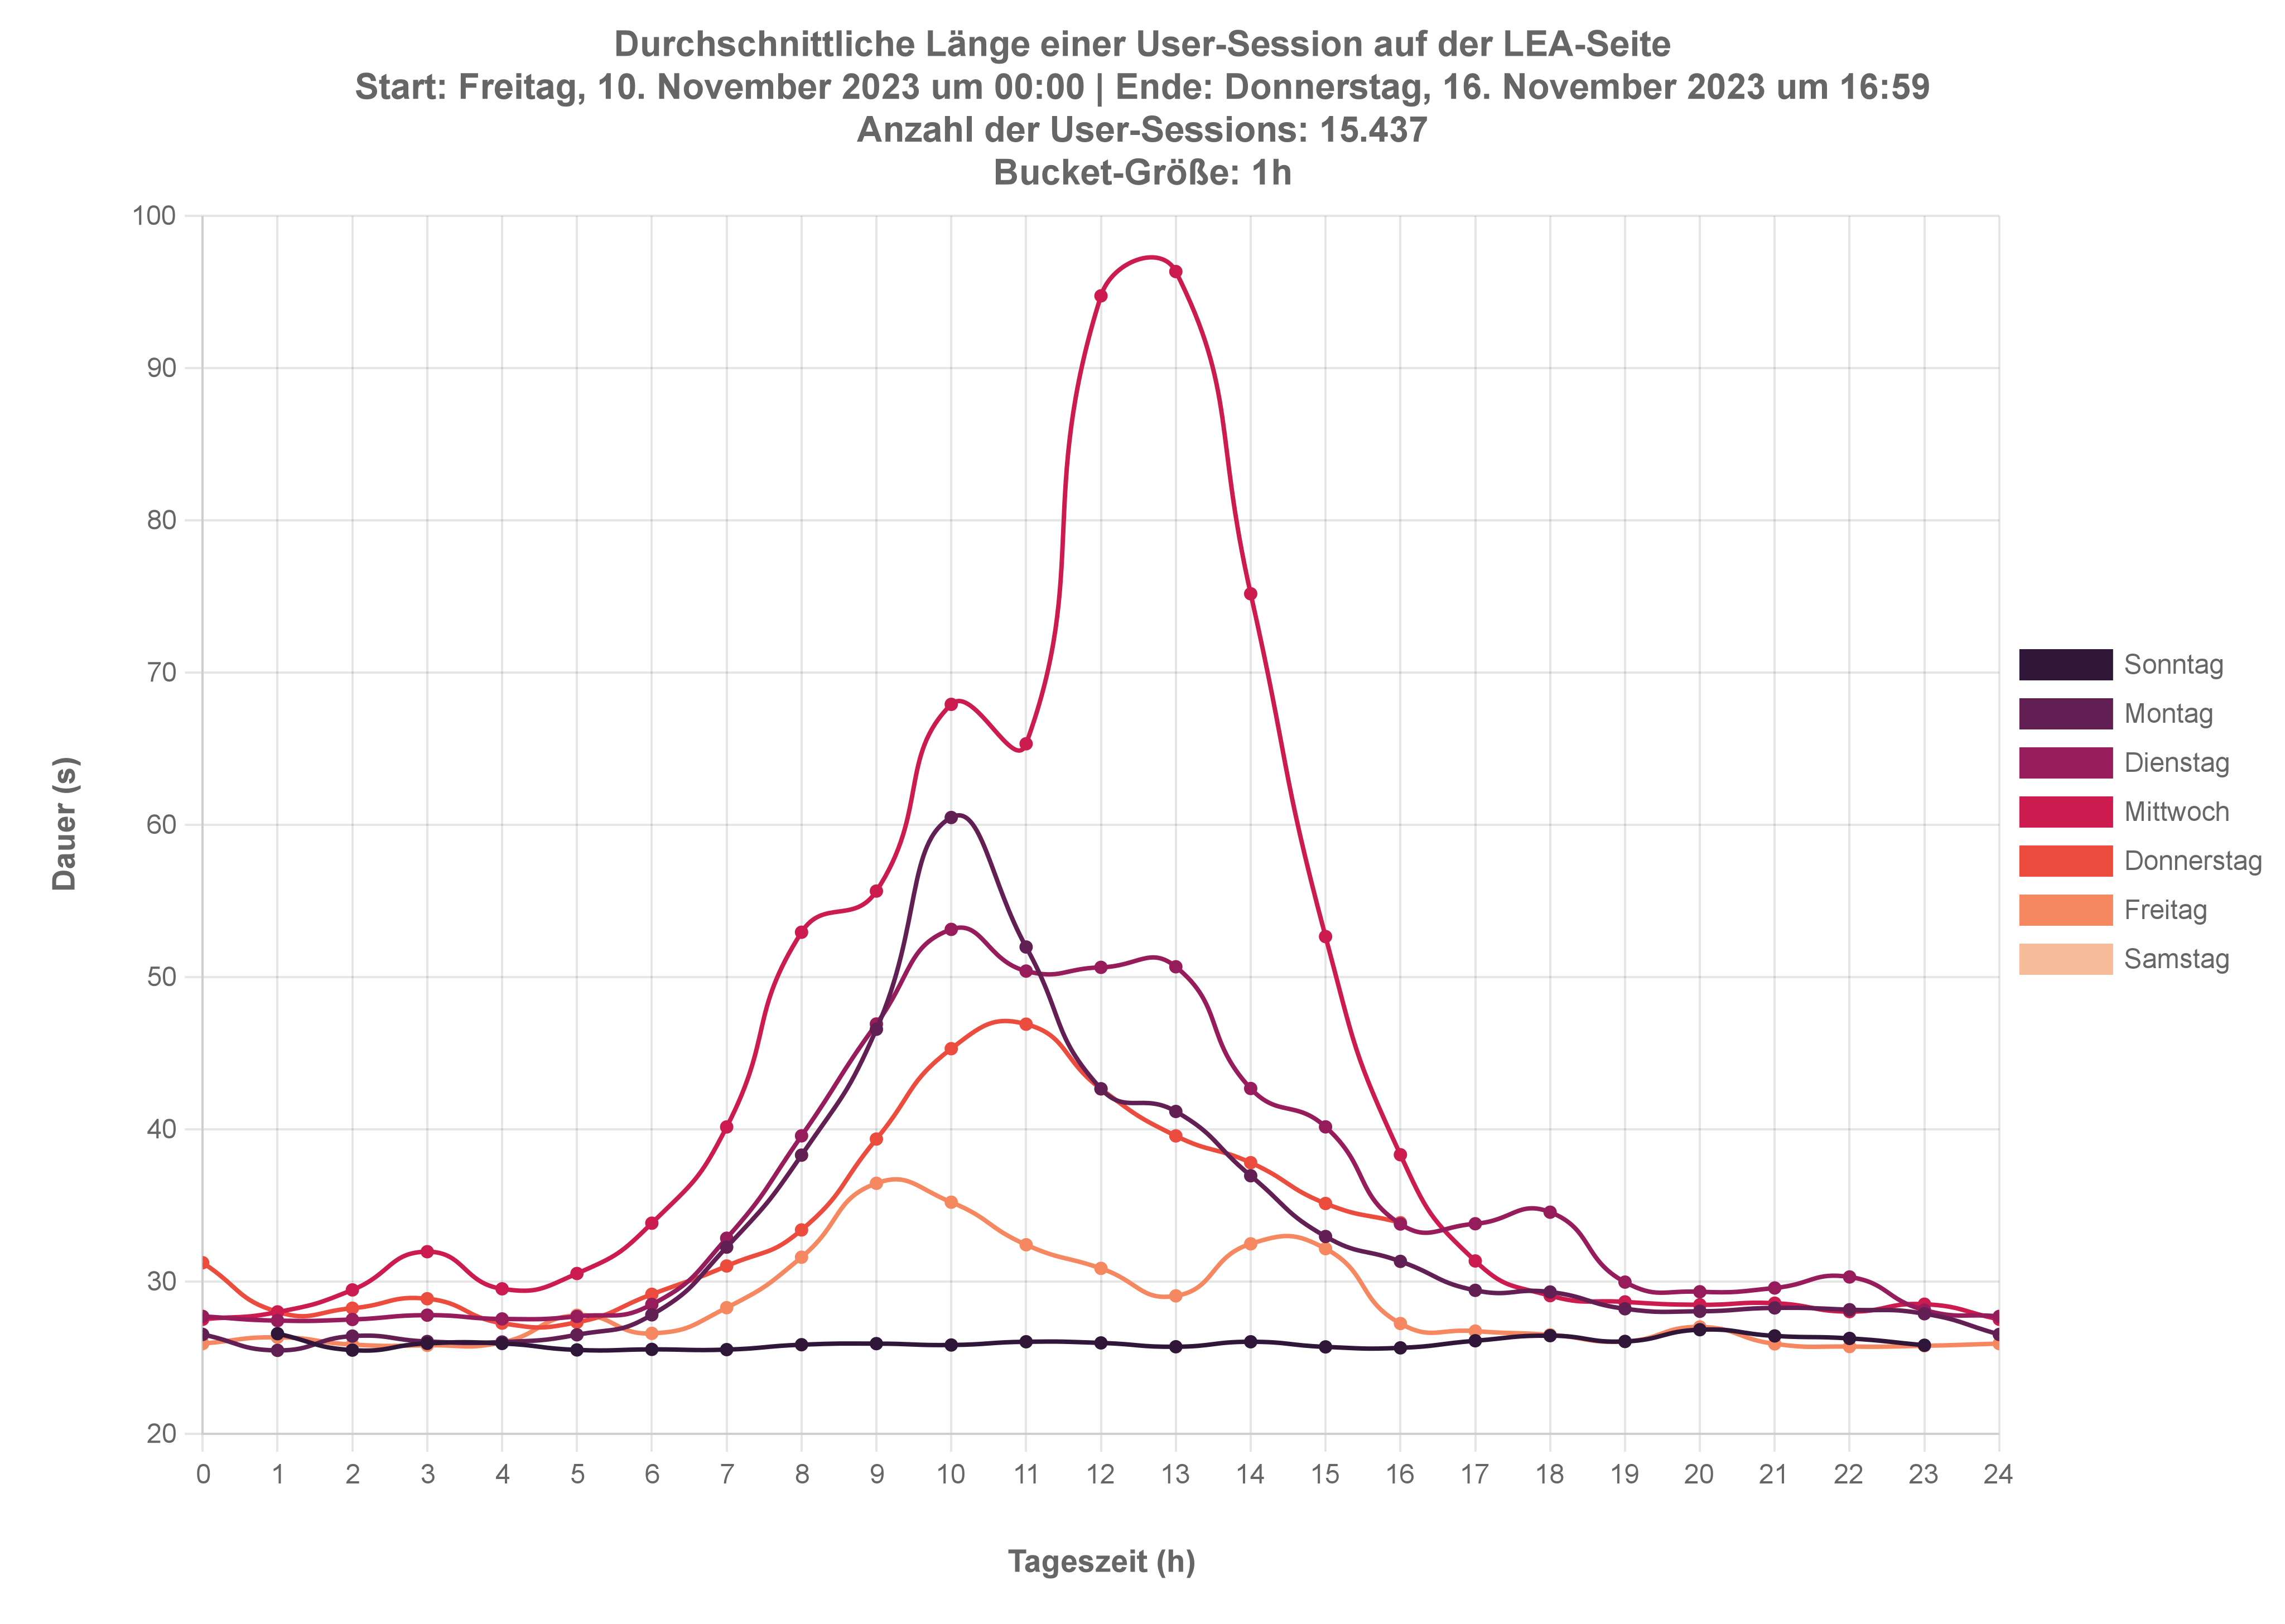 Durchschnittliche Länge einer User-Session auf der LEA-Seite
Start: Freitag, 10. November 2023 um 00:00 | Ende: Donnerstag, 16. November 2023 um 16:59
Anzahl der User-Sessions: 15.437
Bucket-Größe: 1h
100
90
80
70
60
50
40
30
20
Dauer (s)
0 1 2 3 4 5 6 7 8 9 10 11 12 13 14 15 16 17 18 19 20 21 22 23 24
Tageszeit (h)
Sonntag
Montag
Dienstag
Mittwoch
Donnerstag
Freitag
Samstag